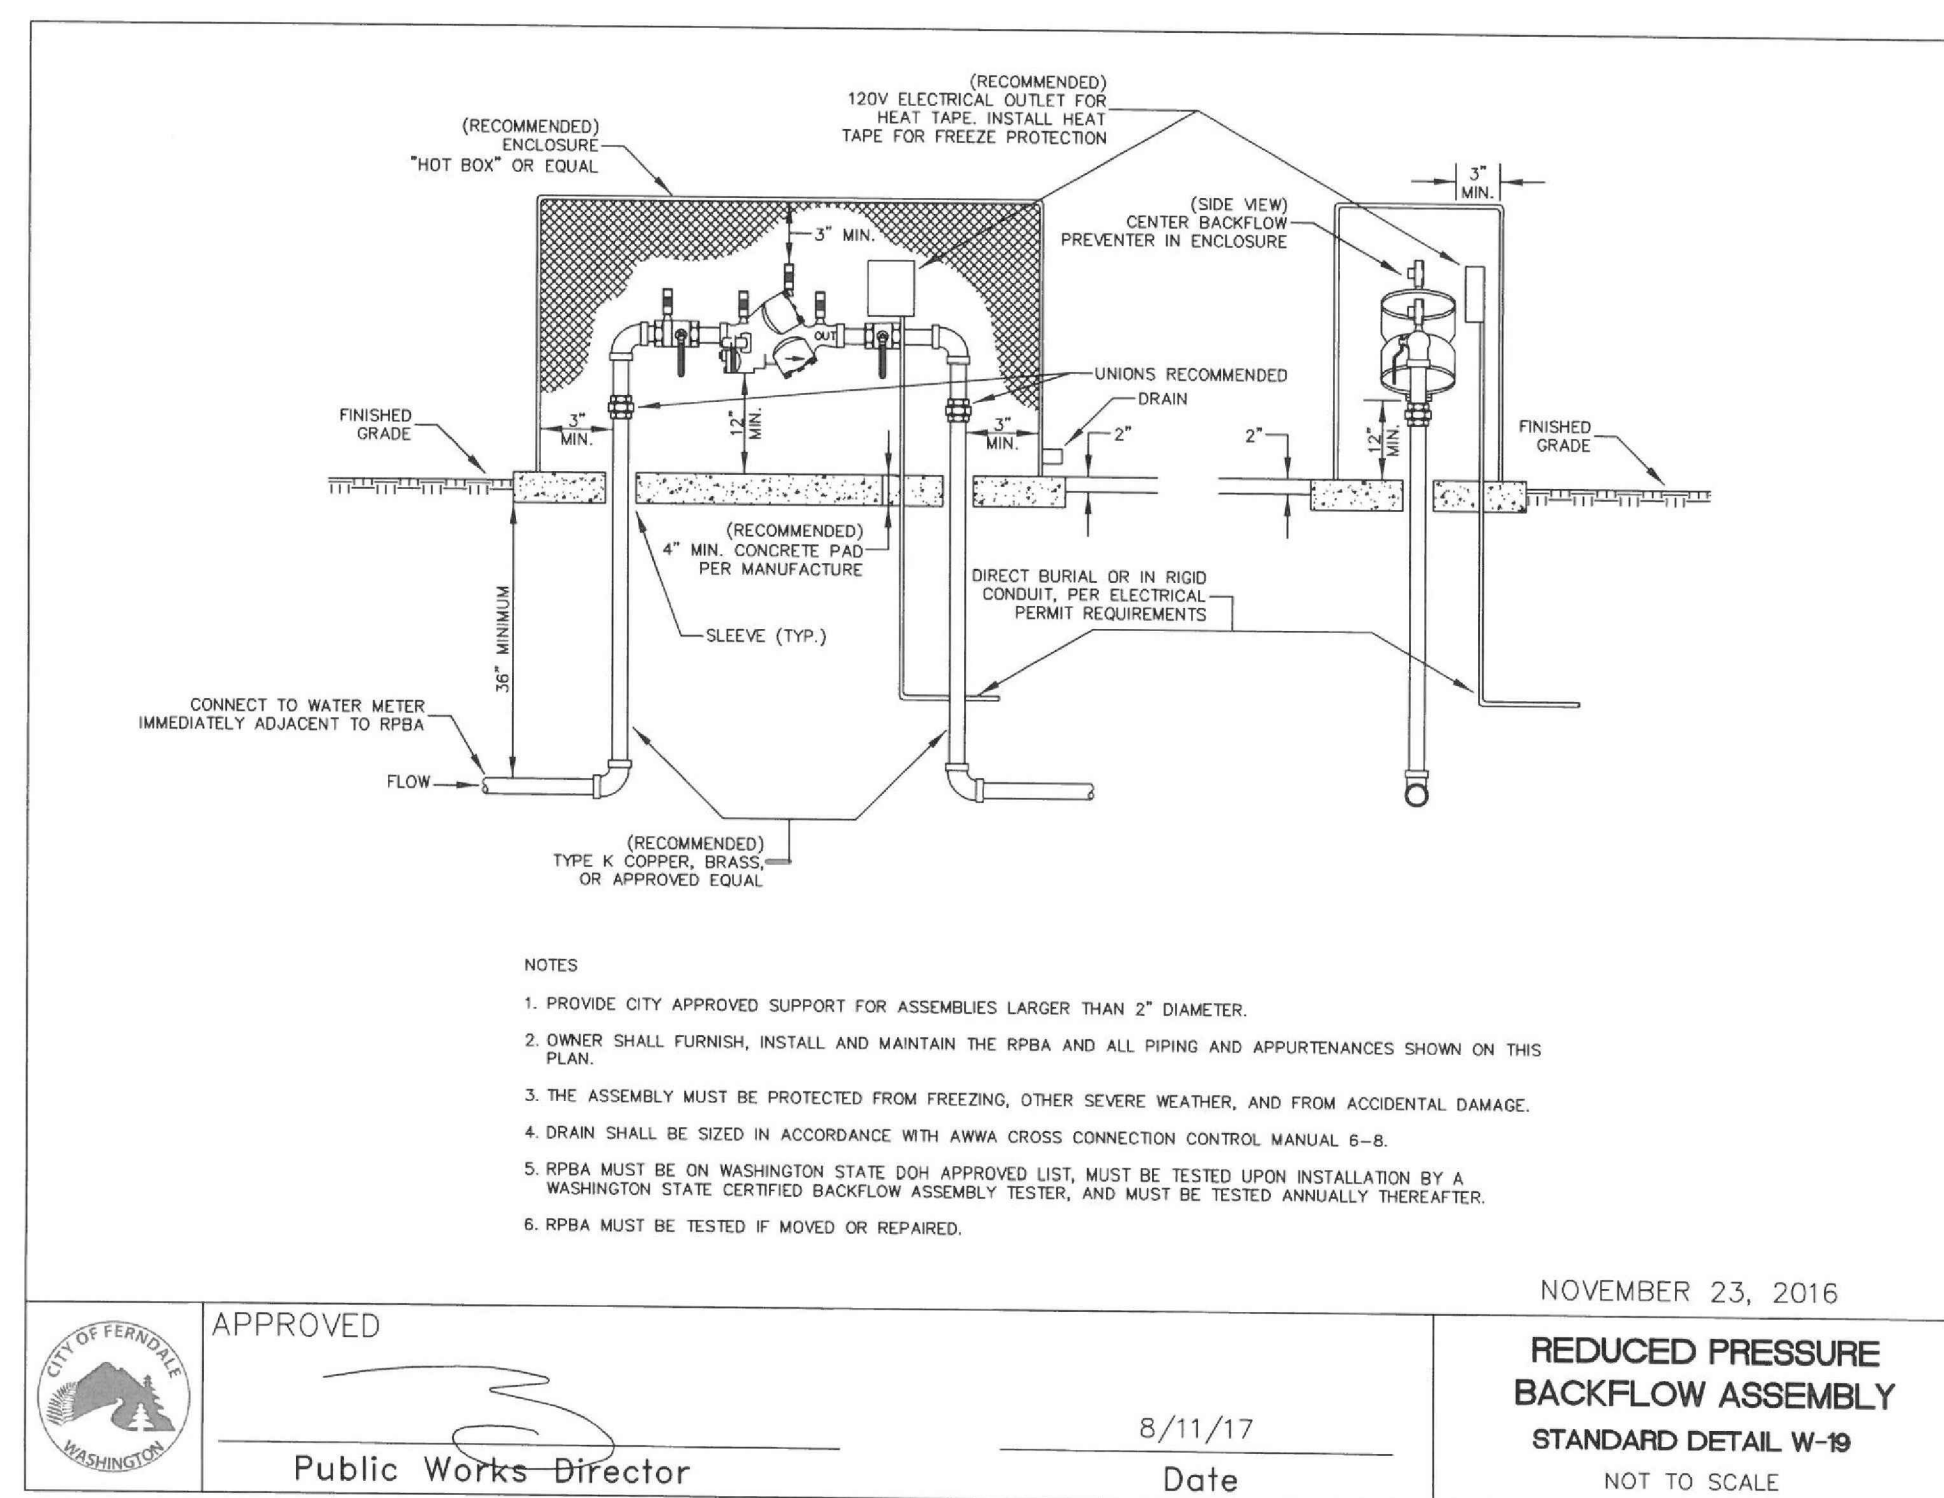 (RECOMMENDED)
120V ELECTRICAL OUTLET FOR
HEAT TAPE. INSTALL HEAT
TAPE FOR FREEZE PROTECTION
(RECOMMENDED)
ENCLOSURE
"HOT BOX" OR EQUAL
3"
MIN.
(SIDE VIEW)
CENTER BACKFLOW
PREVENTER IN ENCLOSURE
3" MIN.
OUT
UNIONS RECOMMENDED
DRAIN
FINISHED
GRADE
3"
MIN.
12"
MIN.
3"
MIN.
2"
2"
12"
MIN.
FINISHED
GRADE
(RECOMMENDED)
4" MIN. CONCRETE PAD
PER MANUFACTURE
DIRECT BURIAL OR IN RIGID
CONDUIT, PER ELECTRICAL
PERMIT REQUIREMENTS
36" MINIMUM
SLEEVE (TYP.)
CONNECT TO WATER METER
IMMEDIATELY ADJACENT TO RPBA
FLOW
(RECOMMENDED)
TYPE K COPPER, BRASS,
OR APPROVED EQUAL
NOTES
1. PROVIDE CITY APPROVED SUPPORT FOR ASSEMBLIES LARGER THAN 2" DIAMETER.
2. OWNER SHALL FURNISH, INSTALL AND MAINTAIN THE RPBA AND ALL PIPING AND APPURTENANCES SHOWN ON THIS
PLAN.
3. THE ASSEMBLY MUST BE PROTECTED FROM FREEZING, OTHER SEVERE WEATHER, AND FROM ACCIDENTAL DAMAGE.
4. DRAIN SHALL BE SIZED IN ACCORDANCE WITH AWWA CROSS CONNECTION CONTROL MANUAL 6-8.
5. RPBA MUST BE ON WASHINGTON STATE DOH APPROVED LIST, MUST BE TESTED UPON INSTALLATION BY A
WASHINGTON STATE CERTIFIED BACKFLOW ASSEMBLY TESTER, AND MUST BE TESTED ANNUALLY THEREAFTER.
6. RPBA MUST BE TESTED IF MOVED OR REPAIRED.
NOVEMBER 23, 2016
CITY OF FERNDALE
WASHINGTON
APPROVED
Public Works Director
8/11/17
Date
REDUCED PRESSURE
BACKFLOW ASSEMBLY
STANDARD DETAIL W-19
NOT TO SCALE